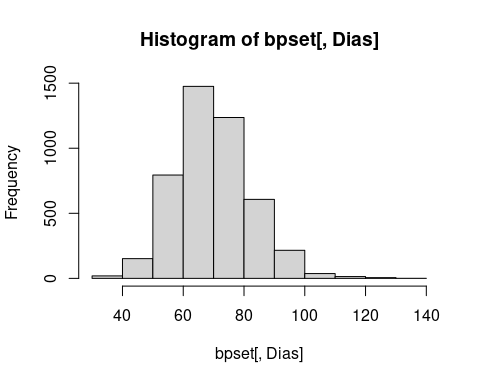 Histogram of bpset[, Dias]
Frequency
1500
1000
500
0
40 60 80 100 120 140
bpset[, Dias]